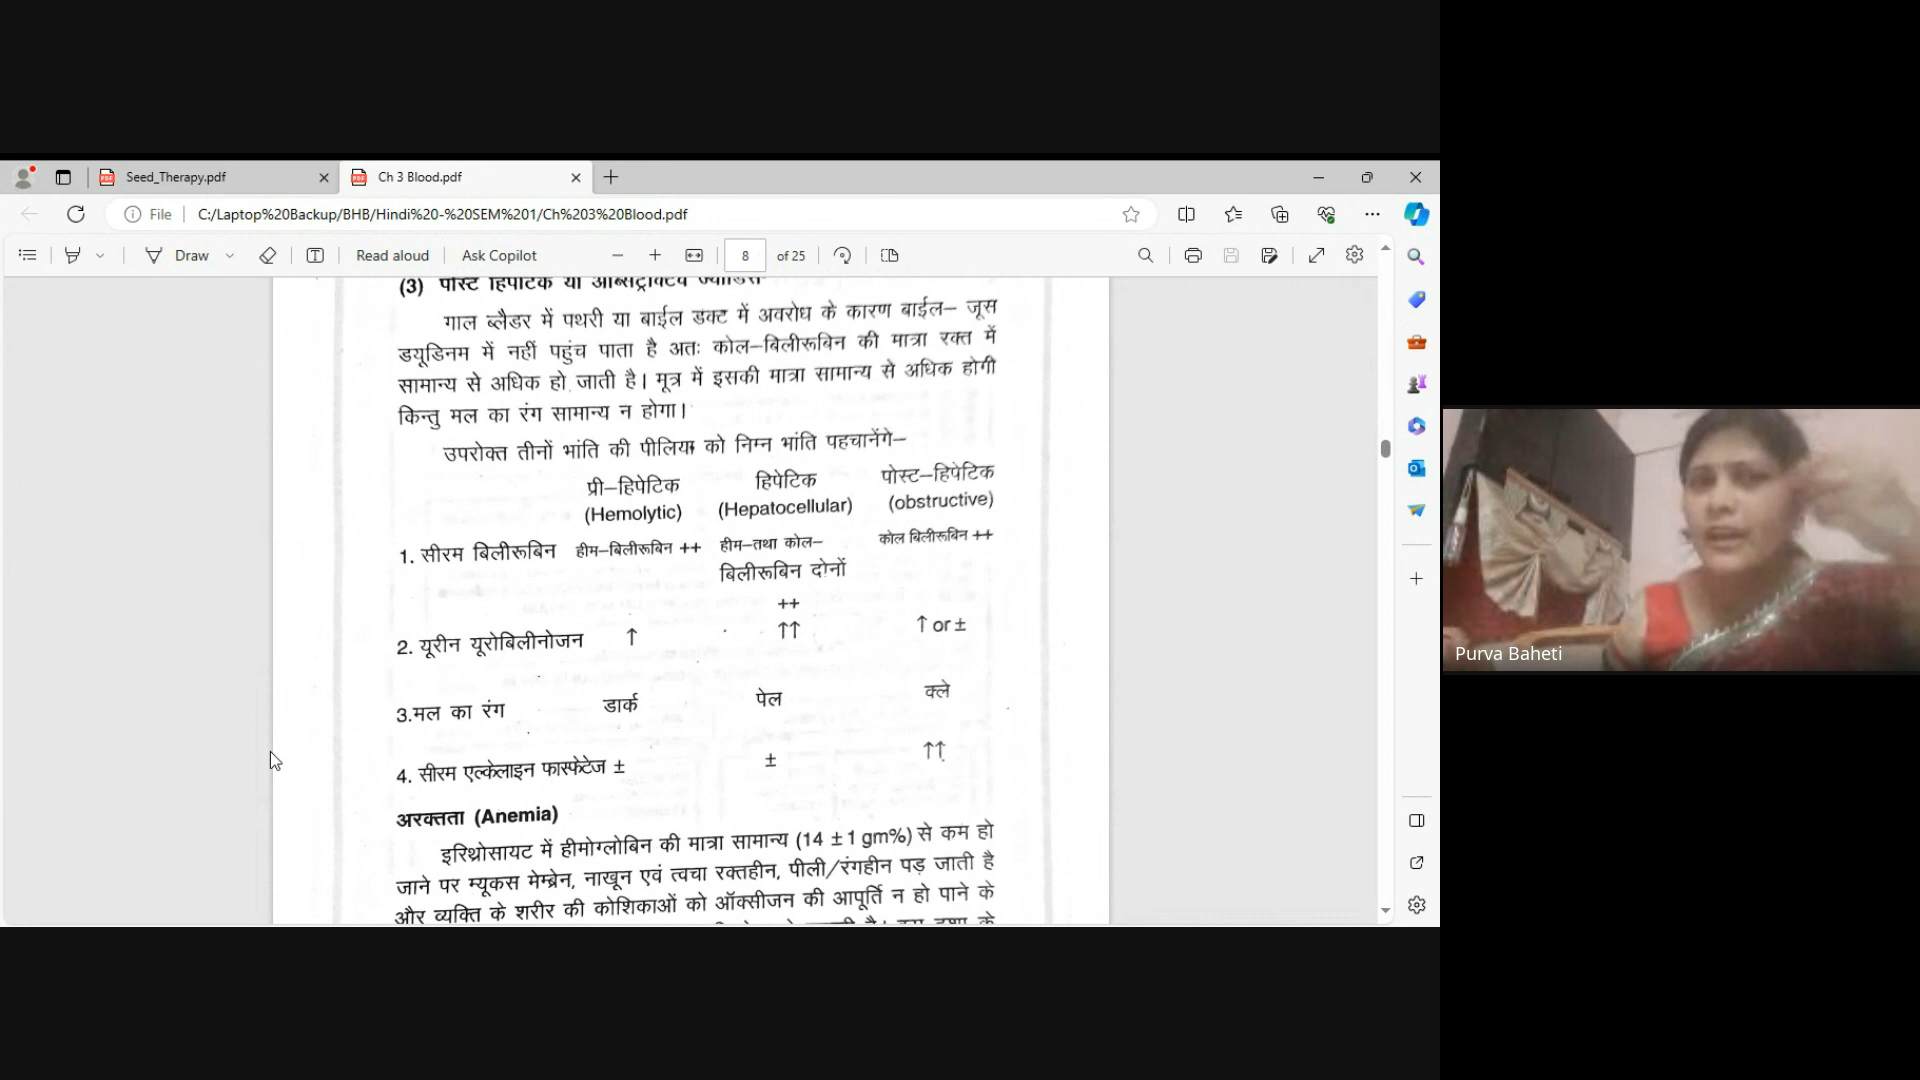 Seed_Therapy.pdf
Ch 3 Blood.pdf
File
C:/Laptop%20Backup/BHB/Hindi%20-%20SEM%201/Ch%203%20Blood.pdf
Draw
Read aloud
Ask Copilot
8 of 25
(3) पोस्ट हिपेटिक या ऑब्सट्रक्टिव ज्वांडिस
गाल ब्लैडर में पथरी या बाईल डक्ट में अवरोध के कारण बाईल– जूस
डयूडिनम में नहीं पहुंच पाता है अतः कोल–बिलीरूबिन की मात्रा रक्त में
सामान्य से अधिक हो जाती है। मूत्र में इसकी मात्रा सामान्य से अधिक होगी
किन्तु मल का रंग सामान्य न होगा।
उपरोक्त तीनों भांति की पीलिया को निम्न भांति पहचानेंगे–
प्री–हिपेटिक हिपेटिक पोस्ट–हिपेटिक
(Hemolytic) (Hepatocellular) (obstructive)
1. सीरम बिलीरूबिन हीम–बिलीरूबिन ++ हीम–तथा कोल– कोल बिलीरूबिन ++
बिलीरूबिन दोनों
++
2. यूरीन यूरोबिलीनोजन ↑ ↑↑ ↑ or ±
3.मल का रंग डार्क पेल क्ले
4. सीरम एल्केलाइन फास्फेटेज ± ± ↑↑
अरक्तता (Anemia)
इरिथ्रोसायट में हीमोग्लोबिन की मात्रा सामान्य (14 ± 1 gm%) से कम हो
जाने पर म्यूकस मेम्ब्रेन, नाखून एवं त्वचा रक्तहीन, पीली/रंगहीन पड़ जाती है
और व्यक्ति के शरीर की कोशिकाओं को ऑक्सीजन की आपूर्ति न हो पाने के
Purva Baheti